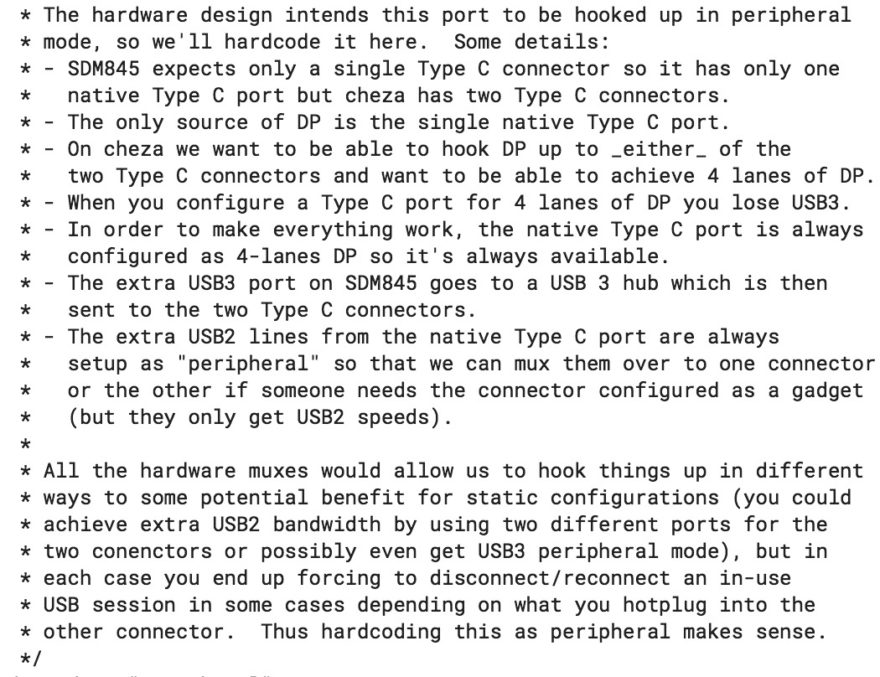 * The hardware design intends this port to be hooked up in peripheral
* mode, so we'll hardcode it here.  Some details:
* - SDM845 expects only a single Type C connector so it has only one
*   native Type C port but cheza has two Type C connectors.
* - The only source of DP is the single native Type C port.
* - On cheza we want to be able to hook DP up to _either_ of the
*   two Type C connectors and want to be able to achieve 4 lanes of DP.
* - When you configure a Type C port for 4 lanes of DP you lose USB3.
* - In order to make everything work, the native Type C port is always
*   configured as 4-lanes DP so it's always available.
* - The extra USB3 port on SDM845 goes to a USB 3 hub which is then
*   sent to the two Type C connectors.
* - The extra USB2 lines from the native Type C port are always
*   setup as "peripheral" so that we can mux them over to one connector
*   or the other if someone needs the connector configured as a gadget
*   (but they only get USB2 speeds).
*
* All the hardware muxes would allow us to hook things up in different
* ways to some potential benefit for static configurations (you could
* achieve extra USB2 bandwidth by using two different ports for the
* two conenctors or possibly even get USB3 peripheral mode), but in
* each case you end up forcing to disconnect/reconnect an in-use
* USB session in some cases depending on what you hotplug into the
* other connector.  Thus hardcoding this as peripheral makes sense.
*/